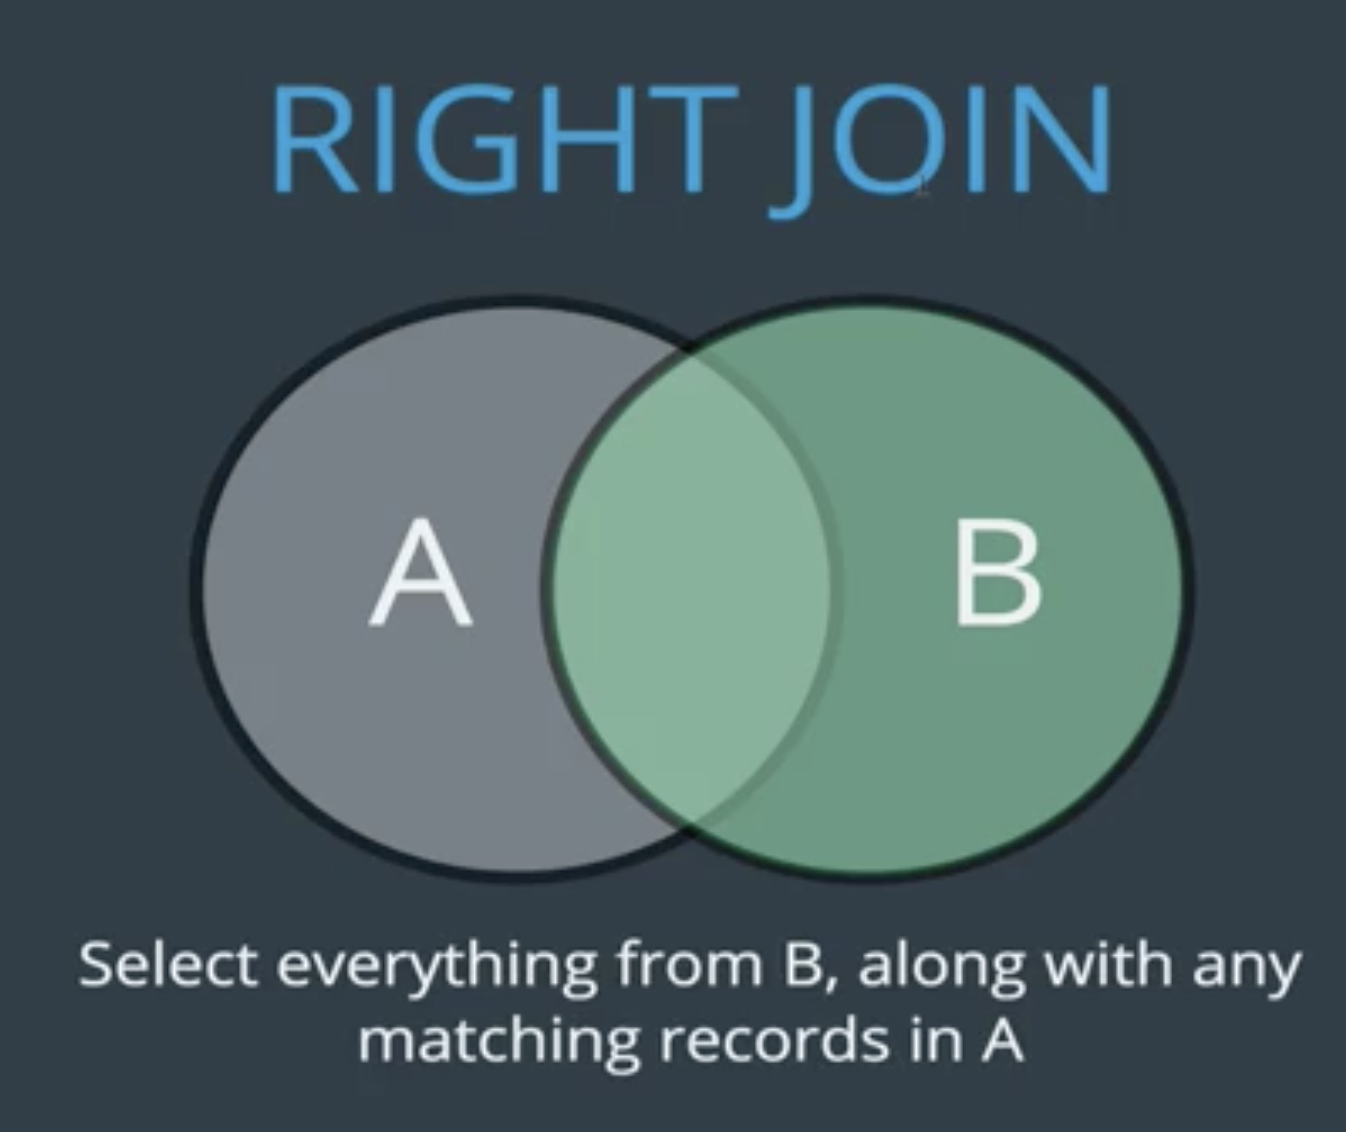 RIGHT JOIN
A
B
Select everything from B, along with any
matching records in A